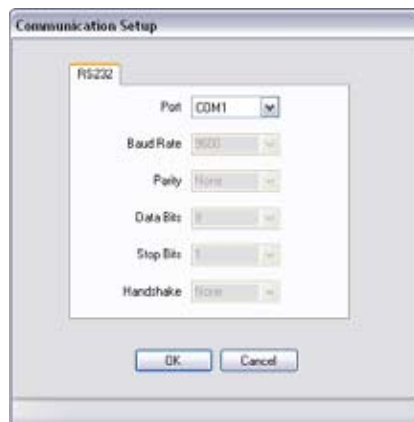 Communication Setup
RS232
Port COM1
Baud Rate 9600
Parity None
Data Bits 8
Stop Bits 1
Handshake None
OK Cancel